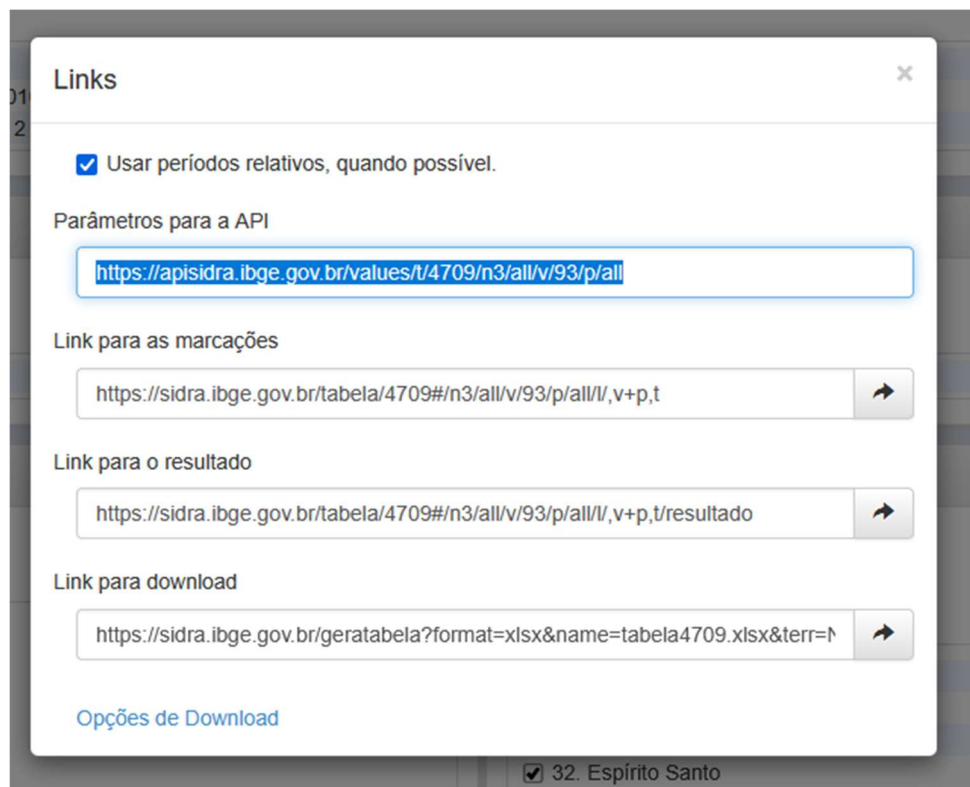 Links
×
01
2
Usar períodos relativos, quando possível.
Parâmetros para a API
https://apisidra.ibge.gov.br/values/t/4709/n3/all/v/93/p/all
Link para as marcações
https://sidra.ibge.gov.br/tabela/4709#/n3/all/v/93/p/all/l/,v+p,t
Link para o resultado
https://sidra.ibge.gov.br/tabela/4709#/n3/all/v/93/p/all/l/,v+p,t/resultado
Link para download
https://sidra.ibge.gov.br/geratabela?format=xlsx&name=tabela4709.xlsx&terr=N
Opções de Download
32. Espírito Santo